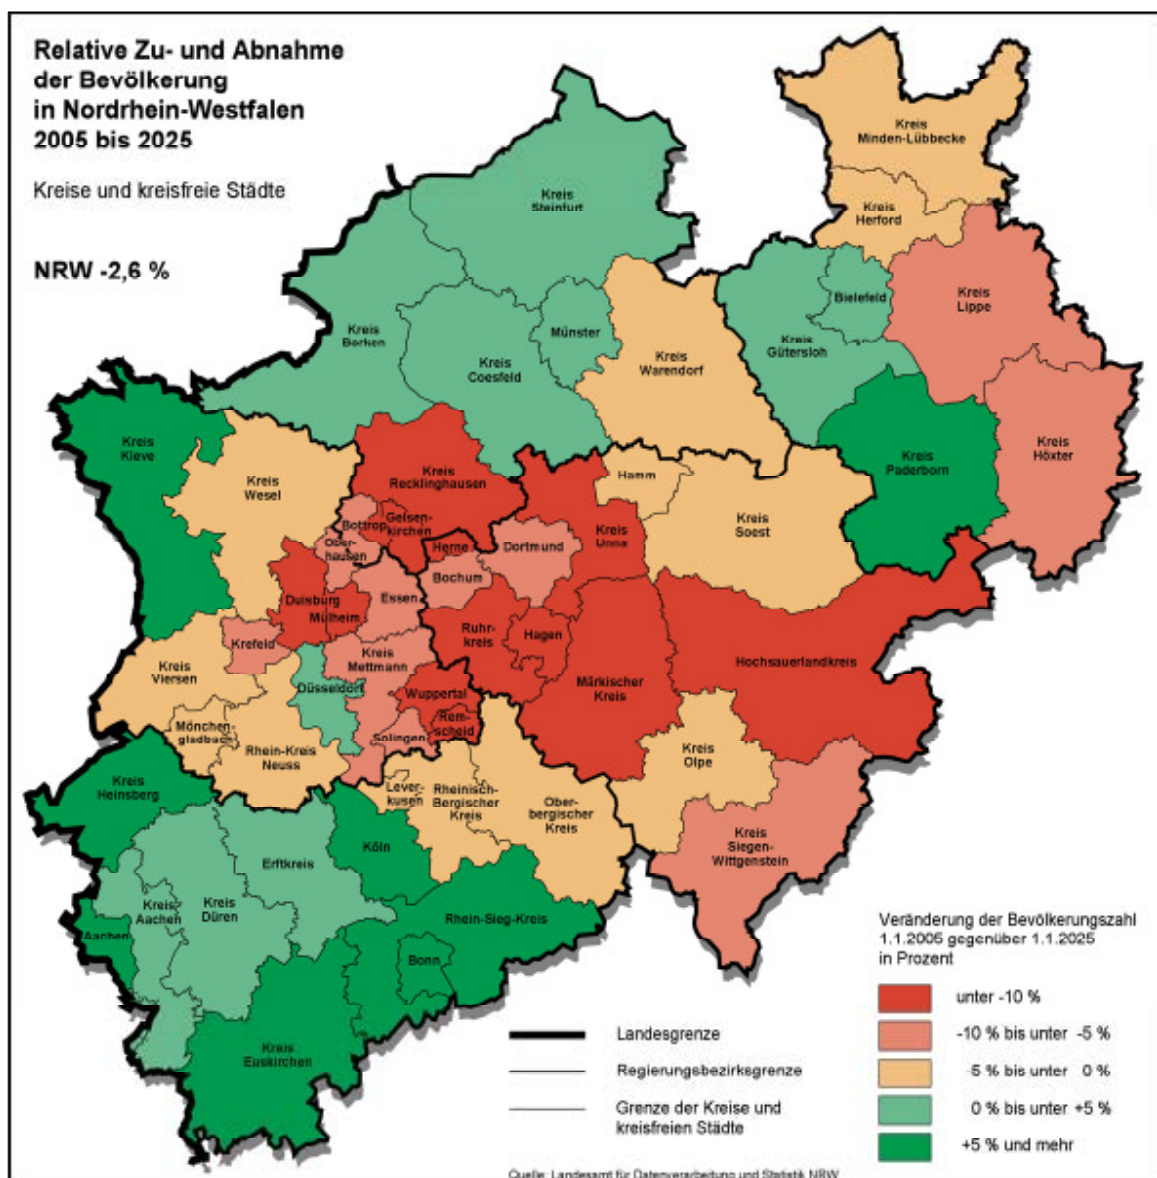 Relative Zu- und Abnahme
der Bevölkerung
in Nordrhein-Westfalen
2005 bis 2025
Kreise und kreisfreie Städte
NRW -2,6 %
Kreis
Minden-Lübbecke
Kreis
Herford
Kreis
Steinfurt
Kreis
Lippe
Bielefeld
Kreis
Gütersloh
Münster
Kreis
Borken
Kreis
Coesfeld
Kreis
Warendorf
Kreis
Höxter
Kreis
Paderborn
Kreis
Kleve
Kreis
Wesel
Kreis
Recklinghausen
Hamm
Kreis
Soest
Kreis
Unna
Bottrop
Gelsen-
kirchen
Ober-
hausen
Herne
Dortmund
Bochum
Essen
Duisburg
Mülheim
Krefeld
Kreis
Mettmann
Ruhr-
kreis
Hagen
Märkischer
Kreis
Hochsauerlandkreis
Kreis
Viersen
Düsseldorf
Wuppertal
Rem-
scheid
Solingen
Mönchen-
gladbach
Rhein-Kreis
Neuss
Kreis
Olpe
Kreis
Heinsberg
Lever-
kusen
Rheinisch-
Bergischer
Kreis
Ober-
bergischer
Kreis
Kreis
Siegen-
Wittgenstein
Köln
Erftkreis
Kreis
Düren
Kreis
Aachen
Aachen
Rhein-Sieg-Kreis
Bonn
Kreis
Euskirchen
Veränderung der Bevölkerungszahl
1.1.2005 gegenüber 1.1.2025
in Prozent
unter -10 %
-10 % bis unter -5 %
-5 % bis unter 0 %
0 % bis unter +5 %
+5 % und mehr
Landesgrenze
Regierungsbezirksgrenze
Grenze der Kreise und
kreisfreien Städte
Quelle: Landesamt für Datenverarbeitung und Statistik NRW